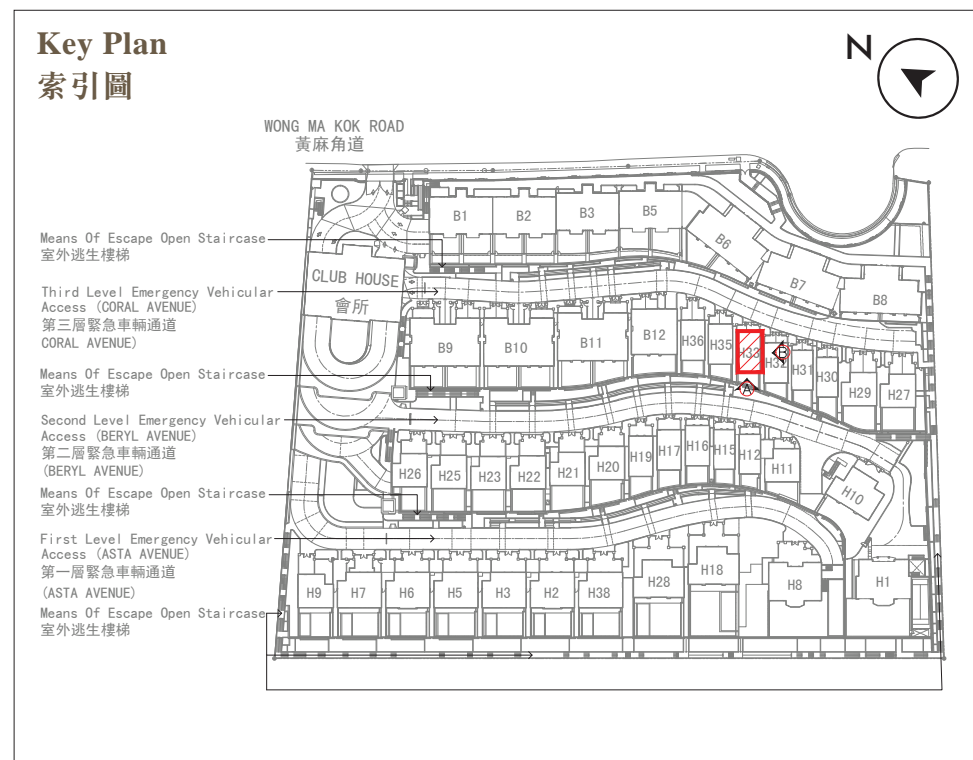 Key Plan
索引圖
N
WONG MA KOK ROAD
黃麻角道
Means Of Escape Open Staircase
室外逃生樓梯
CLUB HOUSE
會所
Third Level Emergency Vehicular
Access (CORAL AVENUE)
第三層緊急車輛通道
CORAL AVENUE)
Means Of Escape Open Staircase
室外逃生樓梯
Second Level Emergency Vehicular
Access (BERYL AVENUE)
第二層緊急車輛通道
(BERYL AVENUE)
Means Of Escape Open Staircase
室外逃生樓梯
First Level Emergency Vehicular
Access (ASTA AVENUE)
第一層緊急車輛通道
(ASTA AVENUE)
Means Of Escape Open Staircase
室外逃生樓梯
B1 B2 B3 B5 B6 B7 B8
B9 B10 B11 B12 H36 H35 H33 H32 H31 H30 H29 H27
B
A
H26 H25 H23 H22 H21 H20 H19 H17 H16 H15 H12 H11 H10
H9 H7 H6 H5 H3 H2 H38 H28 H18 H8 H1